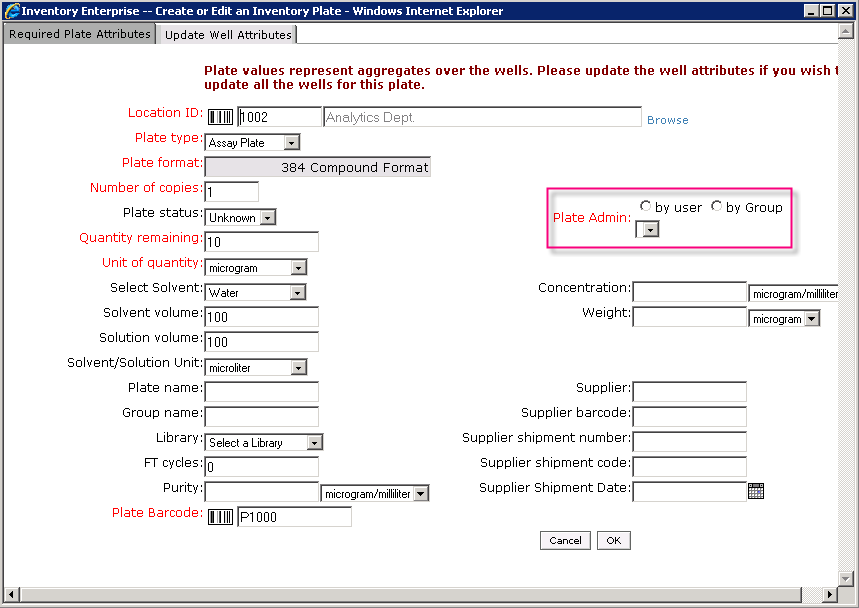 Inventory Enterprise -- Create or Edit an Inventory Plate - Windows Internet Explorer
Required Plate Attributes Update Well Attributes
Plate values represent aggregates over the wells. Please update the well attributes if you wish t
update all the wells for this plate.
Location ID: 1002 Analytics Dept. Browse
Plate type: Assay Plate
Plate format: 384 Compound Format
Number of copies: 1
Plate status: Unknown
Plate Admin: by user by Group
Quantity remaining: 10
Unit of quantity: microgram
Select Solvent: Water Concentration: microgram/milliliter
Solvent volume: 100 Weight: microgram
Solution volume: 100
Solvent/Solution Unit: microliter
Plate name: Supplier:
Group name: Supplier barcode:
Library: Select a Library Supplier shipment number:
FT cycles: 0 Supplier shipment code:
Purity: microgram/milliliter Supplier Shipment Date:
Plate Barcode: P1000
Cancel OK